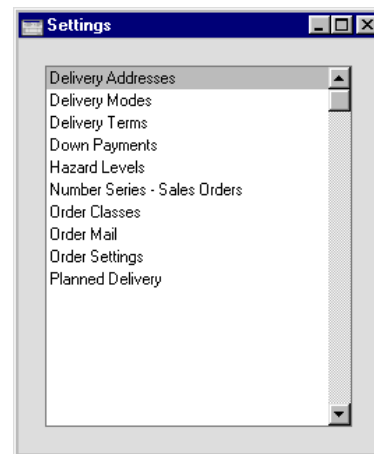 Settings
Delivery Addresses
Delivery Modes
Delivery Terms
Down Payments
Hazard Levels
Number Series - Sales Orders
Order Classes
Order Mail
Order Settings
Planned Delivery